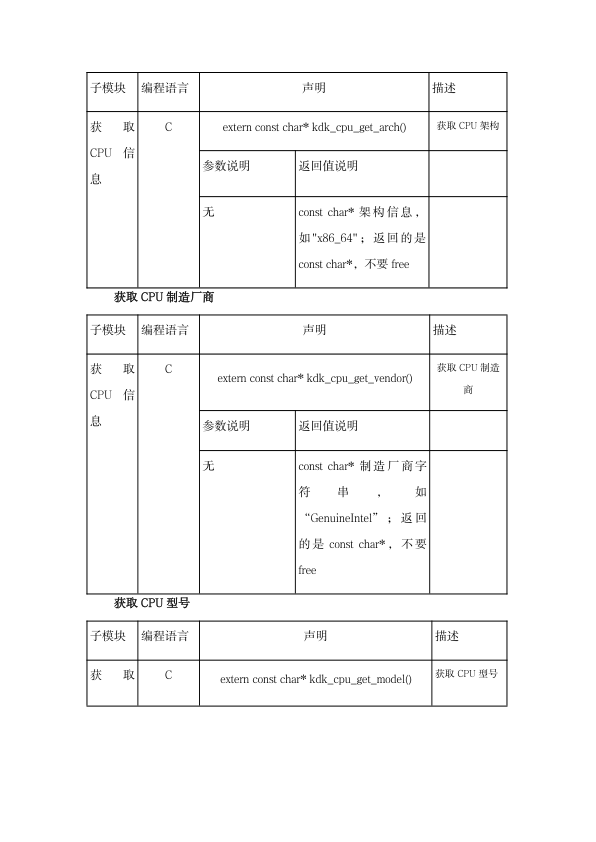 子模块 编程语言 声明 描述
获 取 C extern const char* kdk_cpu_get_arch() 获取 CPU 架构
CPU 信
息
参数说明 返回值说明
无 const char* 架构信息，
如"x86_64"；返回的是
const char*，不要 free
获取 CPU 制造厂商
子模块 编程语言 声明 描述
获 取 C extern const char* kdk_cpu_get_vendor() 获取 CPU 制造
商
CPU 信
息
参数说明 返回值说明
无 const char* 制造厂商字
符 串 ， 如
“GenuineIntel”；返回
的是 const char*，不要
free
获取 CPU 型号
子模块 编程语言 声明 描述
获 取 C extern const char* kdk_cpu_get_model() 获取 CPU 型号